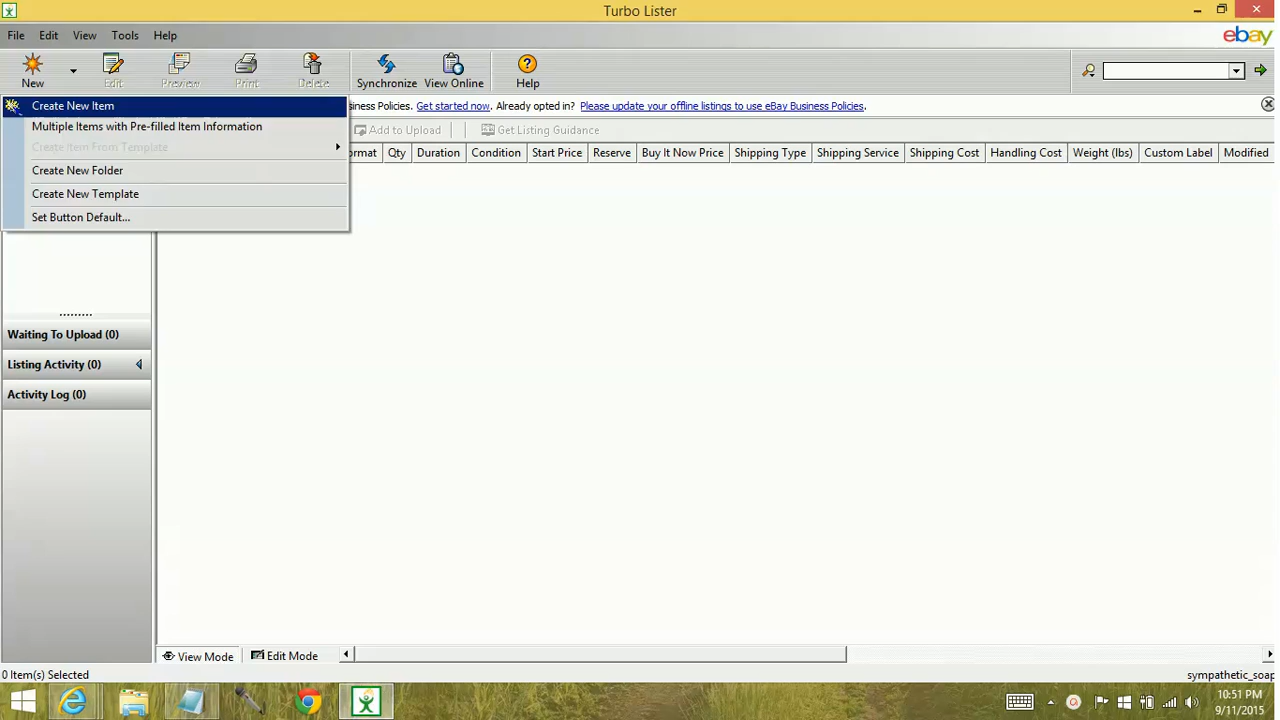 Turbo Lister
File Edit View Tools Help
ebay
New Edit Preview Print Delete Synchronize View Online Help
Create New Item
Business Policies. Get started now. Already opted in? Please update your offline listings to use eBay Business Policies.
Multiple Items with Pre-filled Item Information
Add to Upload Get Listing Guidance
Create Item From Template
Format Qty Duration Condition Start Price Reserve Buy It Now Price Shipping Type Shipping Service Shipping Cost Handling Cost Weight (lbs) Custom Label Modified
Create New Folder
Create New Template
Set Button Default...
Waiting To Upload (0)
Listing Activity (0)
Activity Log (0)
View Mode Edit Mode
0 Item(s) Selected
sympathetic_soap
10:51 PM
9/11/2015